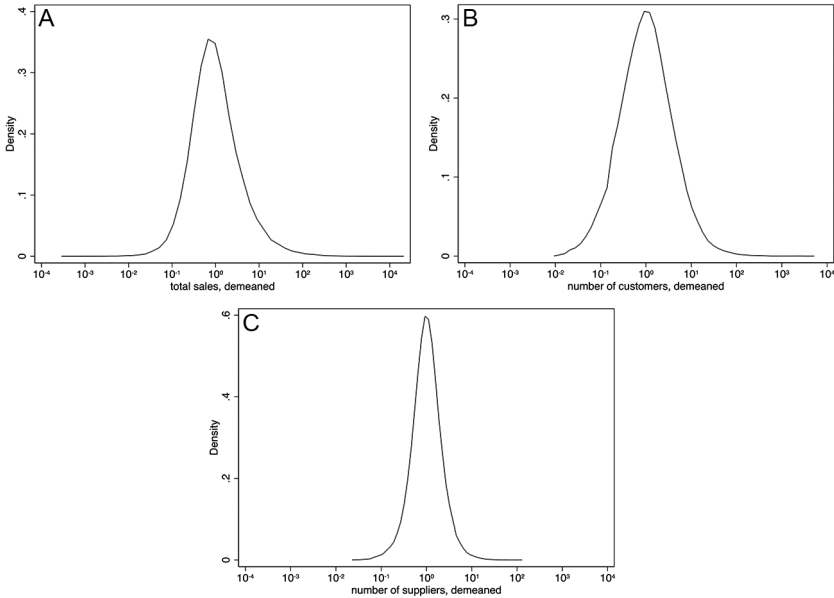 A
Density
.4
.3
.2
.1
0
10⁻⁴ 10⁻³ 10⁻² 10⁻¹ 10⁰ 10¹ 10² 10³ 10⁴
total sales, demeaned
B
Density
.3
.2
.1
0
10⁻⁴ 10⁻³ 10⁻² 10⁻¹ 10⁰ 10¹ 10² 10³ 10⁴
number of customers, demeaned
C
Density
.6
.4
.2
0
10⁻⁴ 10⁻³ 10⁻² 10⁻¹ 10⁰ 10¹ 10² 10³ 10⁴
number of suppliers, demeaned